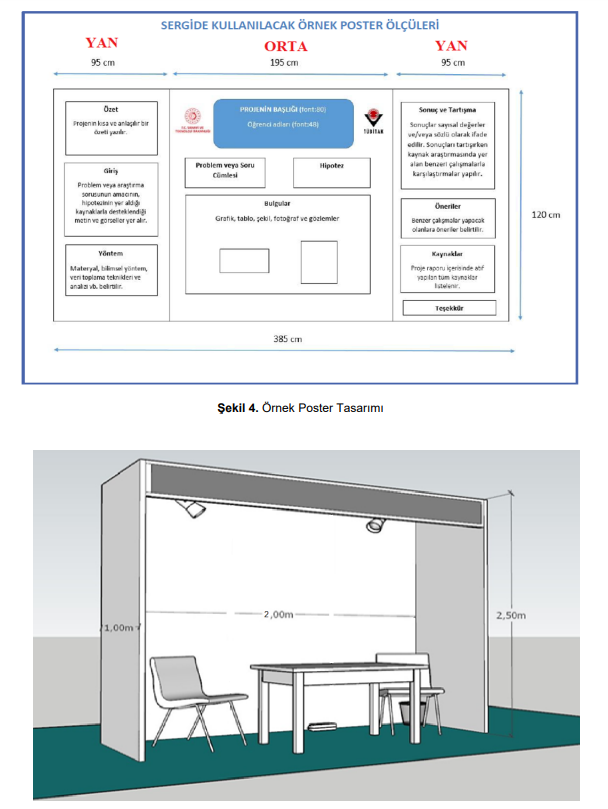 SERGİDE KULLANILACAK ÖRNEK POSTER ÖLÇÜLERİ
YAN
ORTA
YAN
95 cm
195 cm
95 cm
Özet
Projenin kısa ve anlaşılır bir
özeti yazılır.
Giriş
Problem veya araştırma
sorusunun amacının,
hipotezinin yer aldığı
kaynaklarla desteklendiği
metin ve görseller yer alır.
Yöntem
Materyal, bilimsel yöntem,
veri toplama teknikleri ve
analizi vb. belirtilir.
PROJENİN BAŞLIĞI (font:80)
Öğrenci adları (font:48)
TÜBİTAK
Problem veya Soru
Cümlesi
Hipotez
Bulgular
Grafik, tablo, şekil, fotoğraf ve gözlemler
Sonuç ve Tartışma
Sonuçlar sayısal değerler
ve/veya sözlü olarak ifade
edilir. Sonuçları tartışırken
kaynak araştırmasında yer
alan benzeri çalışmalarla
karşılaştırmalar yapılır.
Öneriler
Benzer çalışmalar yapacak
olanlara öneriler belirtilir.
Kaynaklar
Proje raporu içerisinde atıf
yapılan tüm kaynaklar
listelenir.
Teşekkür
120 cm
385 cm
Şekil 4. Örnek Poster Tasarımı
1,00m
2,00m
2,50m